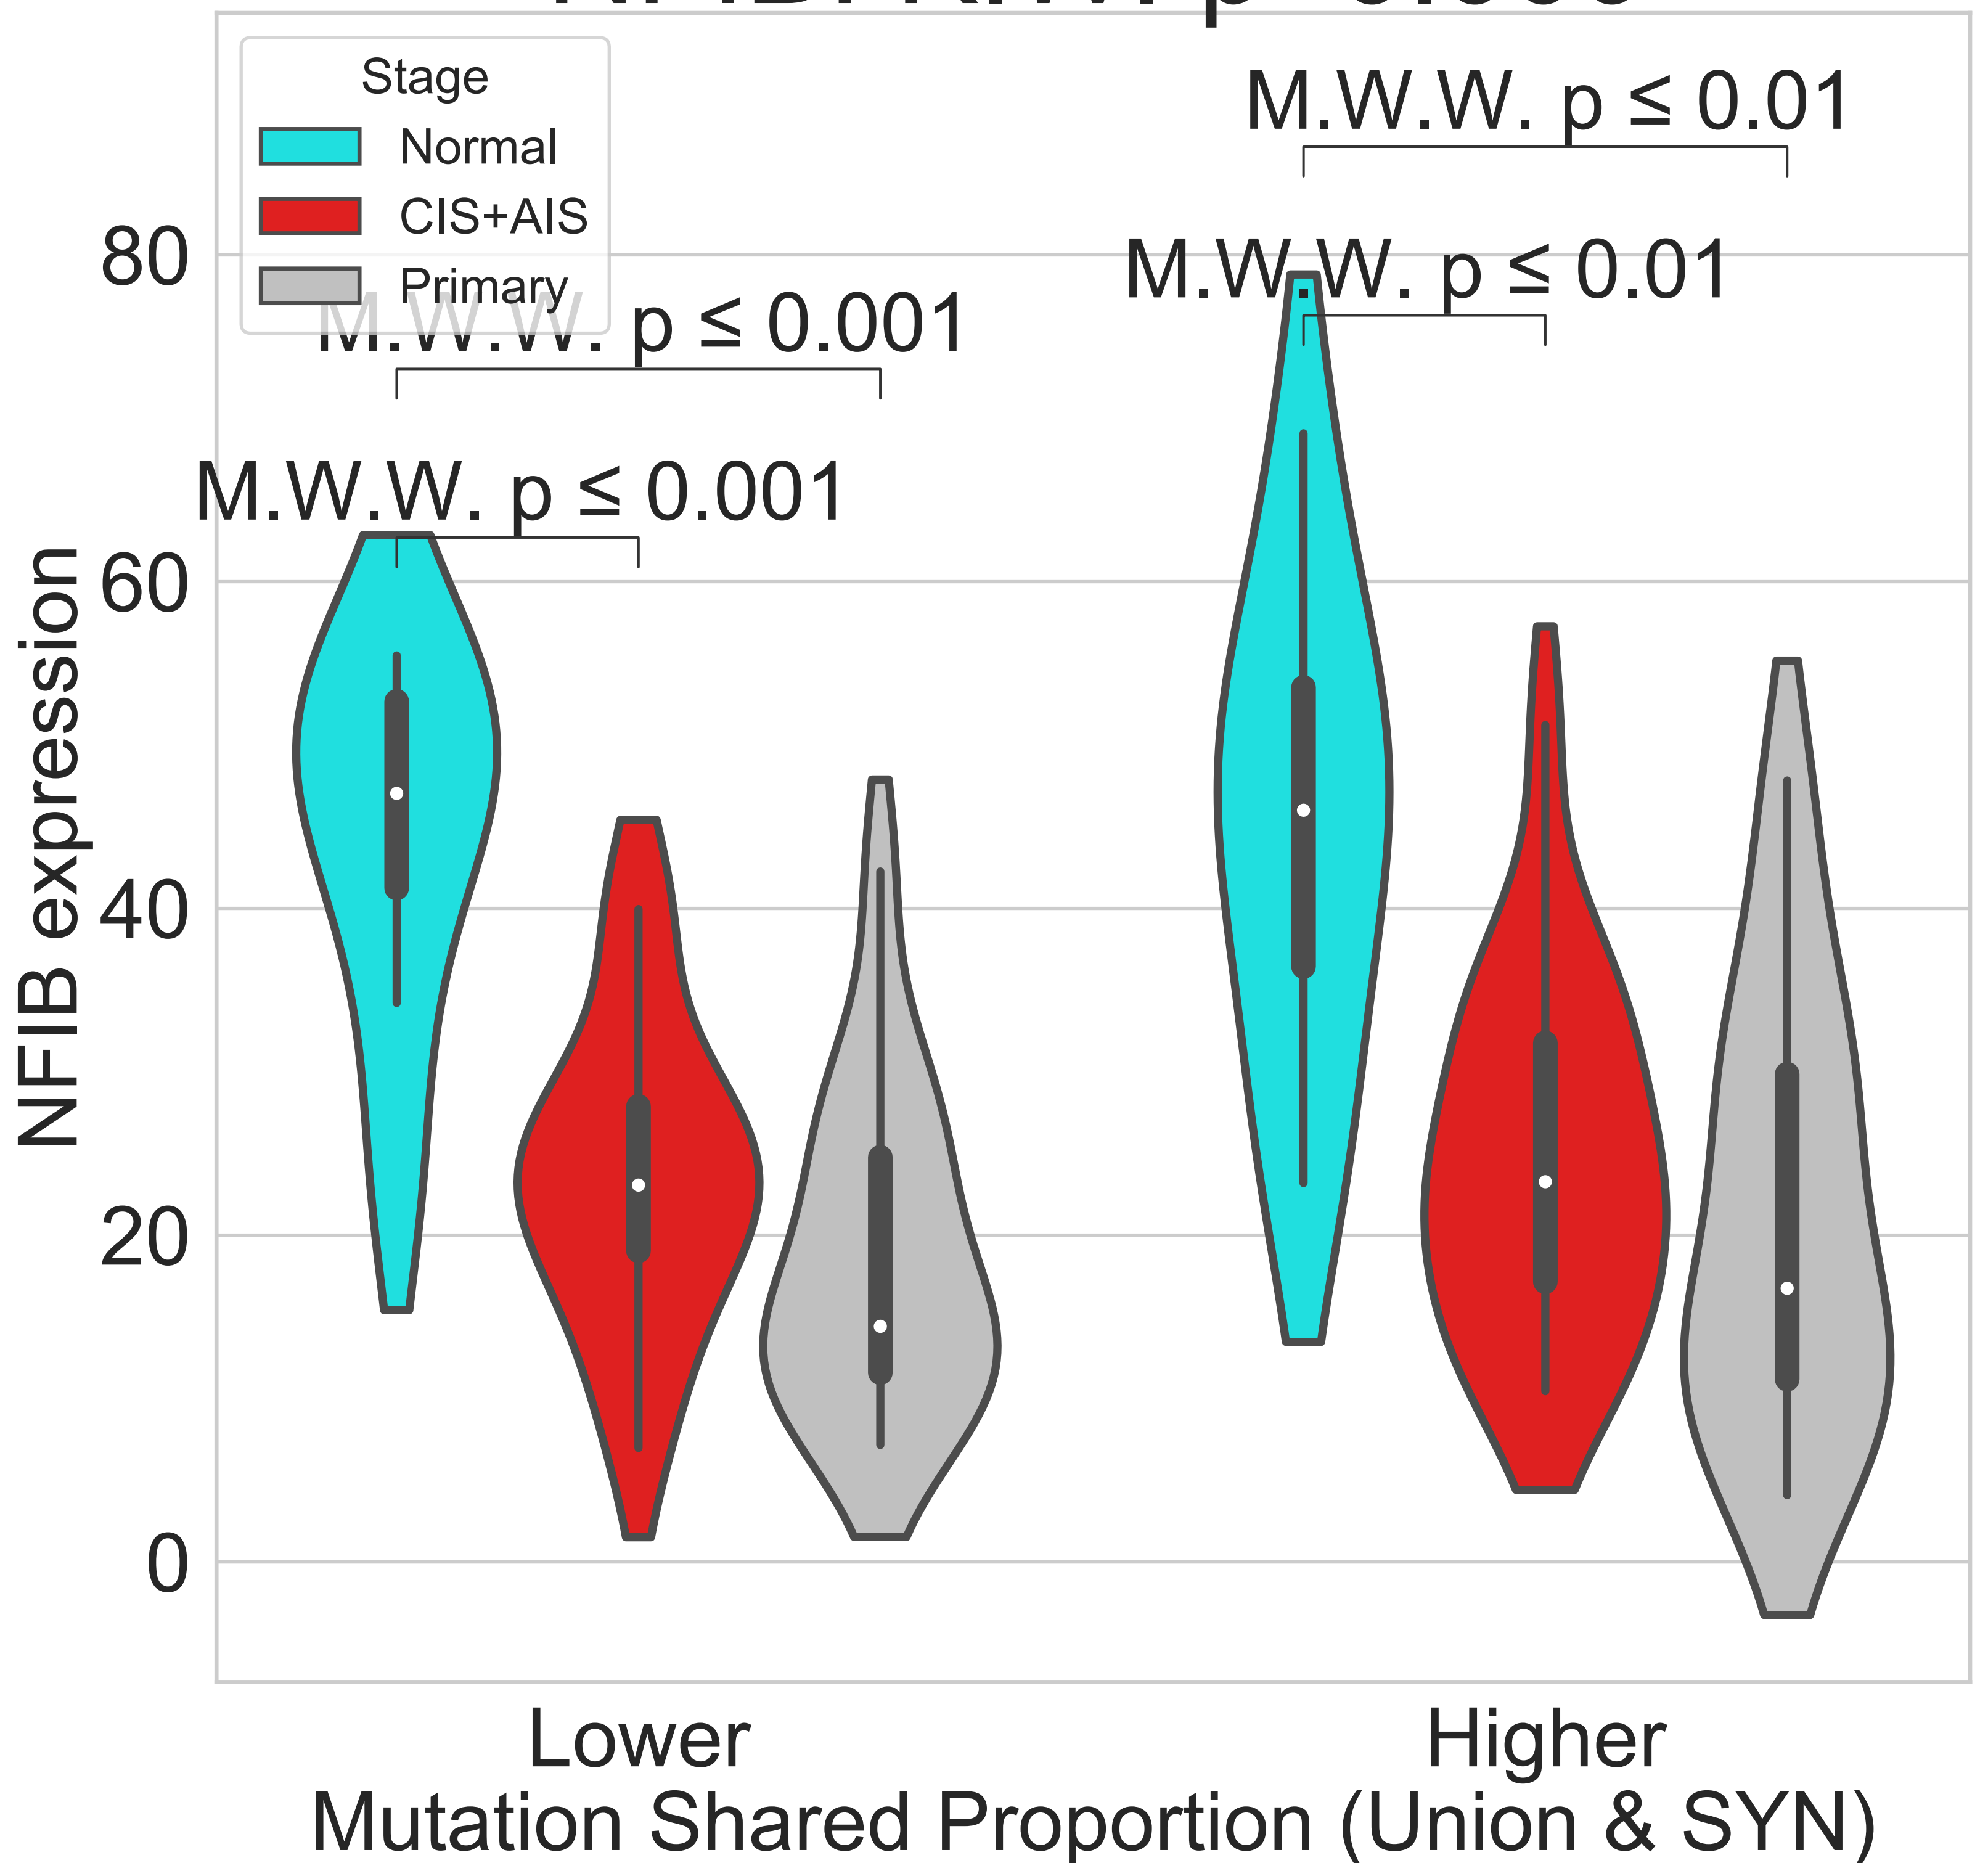 Stage
Normal
CIS+AIS
Primary
M.W.W. p ≤ 0.01
M.W.W. p ≤ 0.01
M.W.W. p ≤ 0.001
M.W.W. p ≤ 0.001
NFIB expression
80
60
40
20
0
Lower
Higher
Mutation Shared Proportion (Union & SYN)